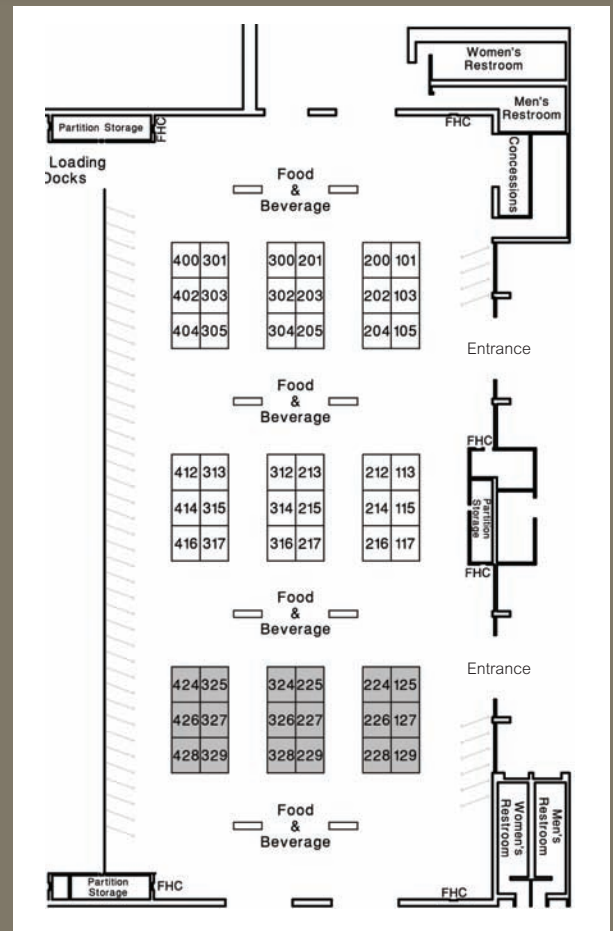 Women's
Restroom
Men's
Restroom
Partition Storage
FHC
FHC
Concessions
Loading
Docks
Food
&
Beverage
400 301 300 201 200 101
402 303 302 203 202 103
404 305 304 205 204 105
Entrance
Food
&
Beverage
FHC
412 313 312 213 212 113
414 315 314 215 214 115
416 317 316 217 216 117
Partition
Storage
FHC
Food
&
Beverage
Entrance
424 325 324 225 224 125
426 327 326 227 226 127
428 329 328 229 228 129
Food
&
Beverage
Women's
Restroom
Men's
Restroom
Partition
Storage
FHC
FHC